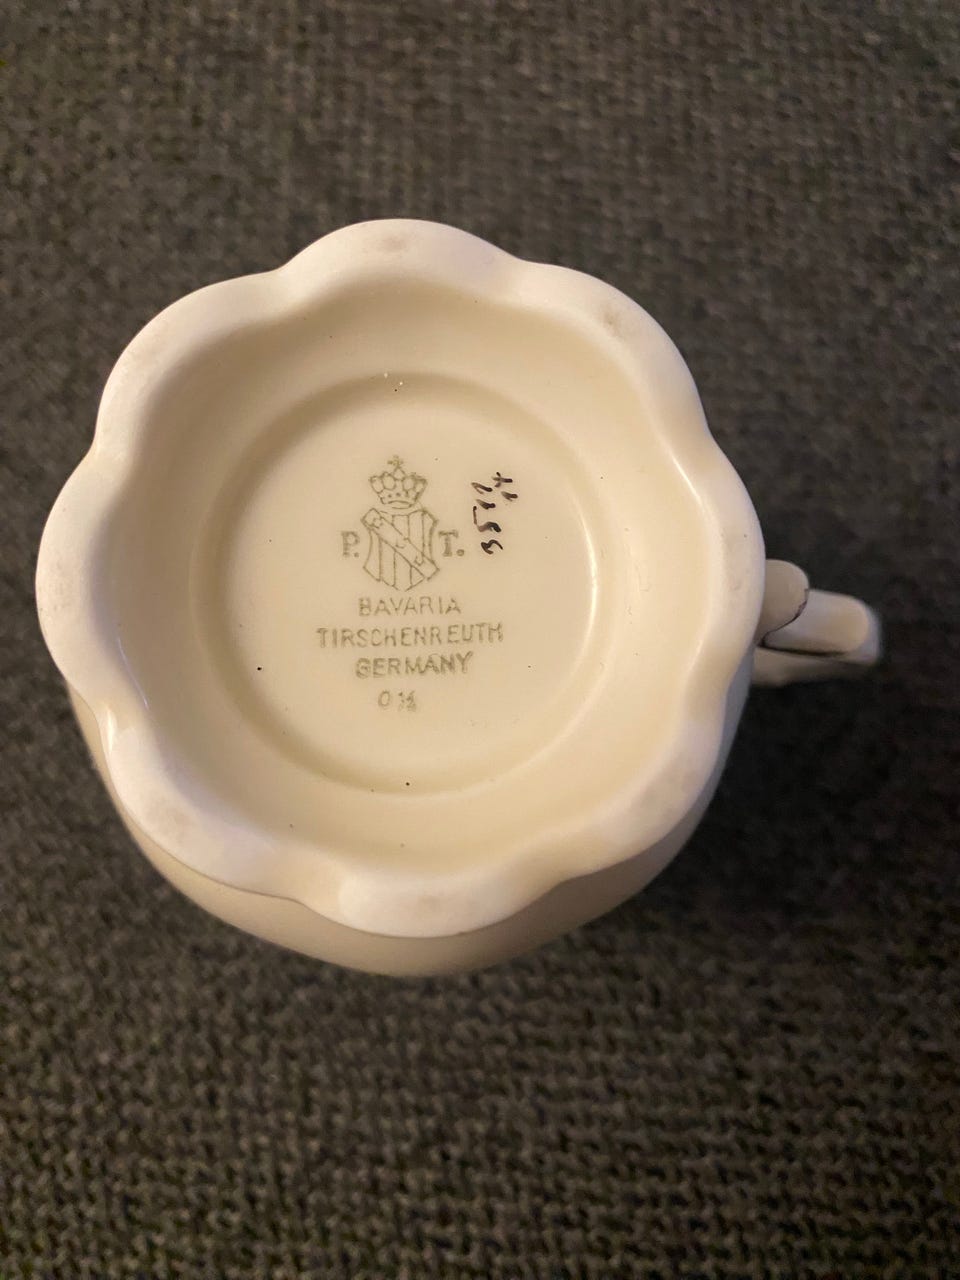 P. T.
BAVARIA
TIRSCHENREUTH
GERMANY
0 ½